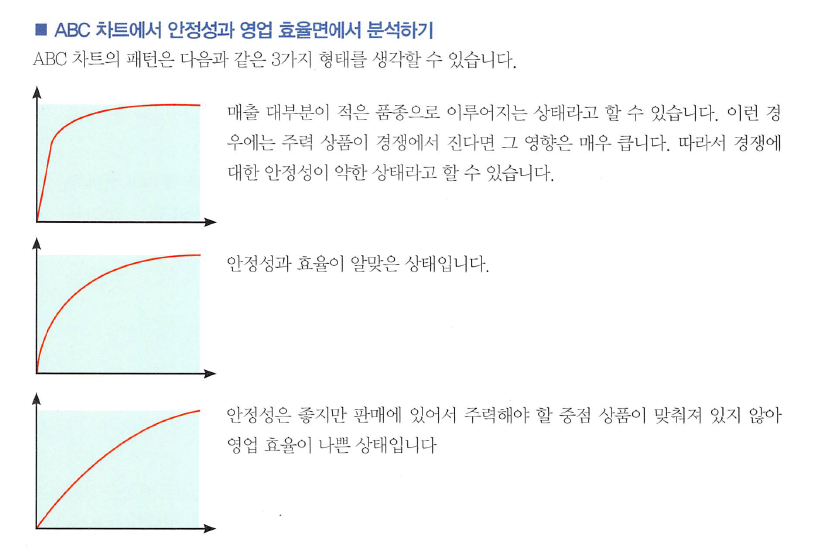 ■ ABC 차트에서 안정성과 영업 효율면에서 분석하기
ABC 차트의 패턴은 다음과 같은 3가지 형태를 생각할 수 있습니다.
매출 대부분이 적은 품종으로 이루어지는 상태라고 할 수 있습니다. 이런 경
우에는 주력 상품이 경쟁에서 진다면 그 영향은 매우 큽니다. 따라서 경쟁에
대한 안정성이 약한 상태라고 할 수 있습니다.
안정성과 효율이 알맞은 상태입니다.
안정성은 좋지만 판매에 있어서 주력해야 할 중점 상품이 맞춰져 있지 않아
영업 효율이 나쁜 상태입니다